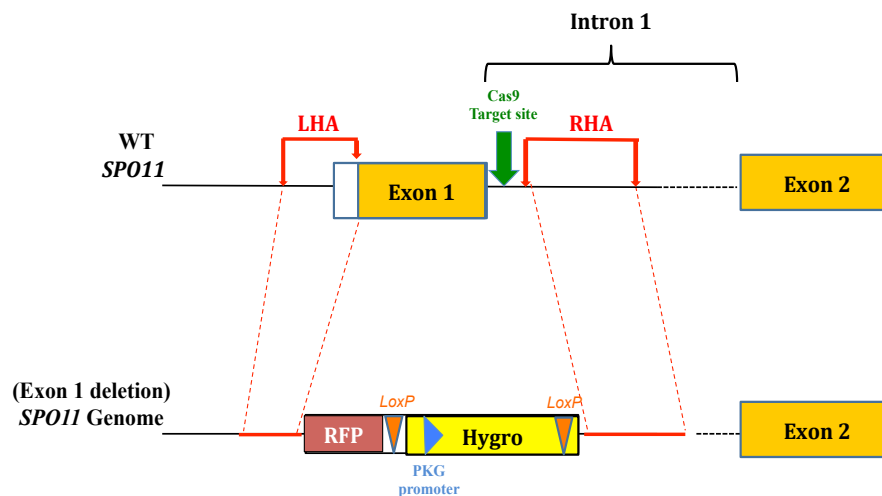 Intron 1
Cas9
Target site
LHA
RHA
WT
SPO11
Exon 1
Exon 2
(Exon 1 deletion)
SPO11 Genome
LoxP
LoxP
RFP
Hygro
Exon 2
PKG
promoter